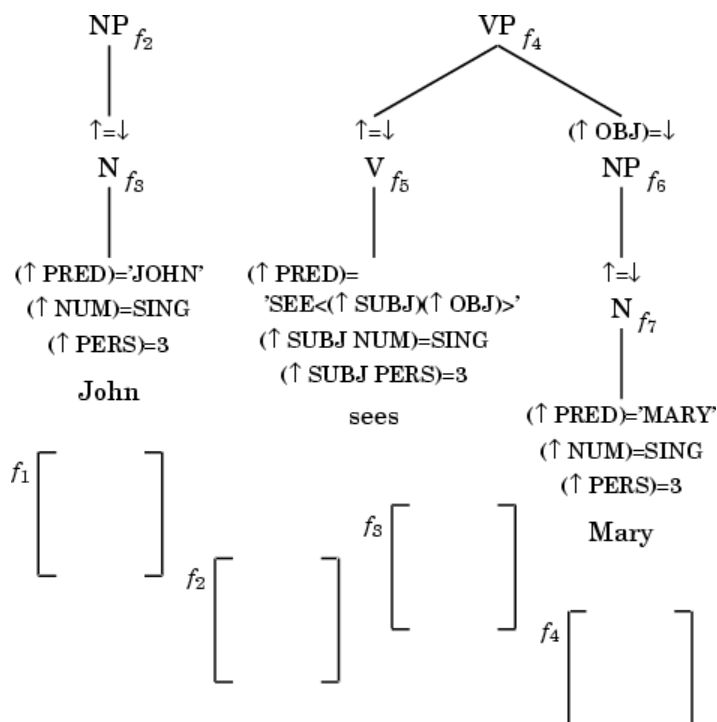 NP f2 VP f4
↑=↓ ↑=↓ (↑ OBJ)=↓
N f3 V f5 NP f6
(↑ PRED)='JOHN' (↑ PRED)= ↑=↓
(↑ NUM)=SING 'SEE<(↑ SUBJ)(↑ OBJ)>' N f7
(↑ PERS)=3 (↑ SUBJ NUM)=SING
John (↑ SUBJ PERS)=3
sees (↑ PRED)='MARY'
(↑ NUM)=SING
(↑ PERS)=3
Mary
f1
f2
f3
f4